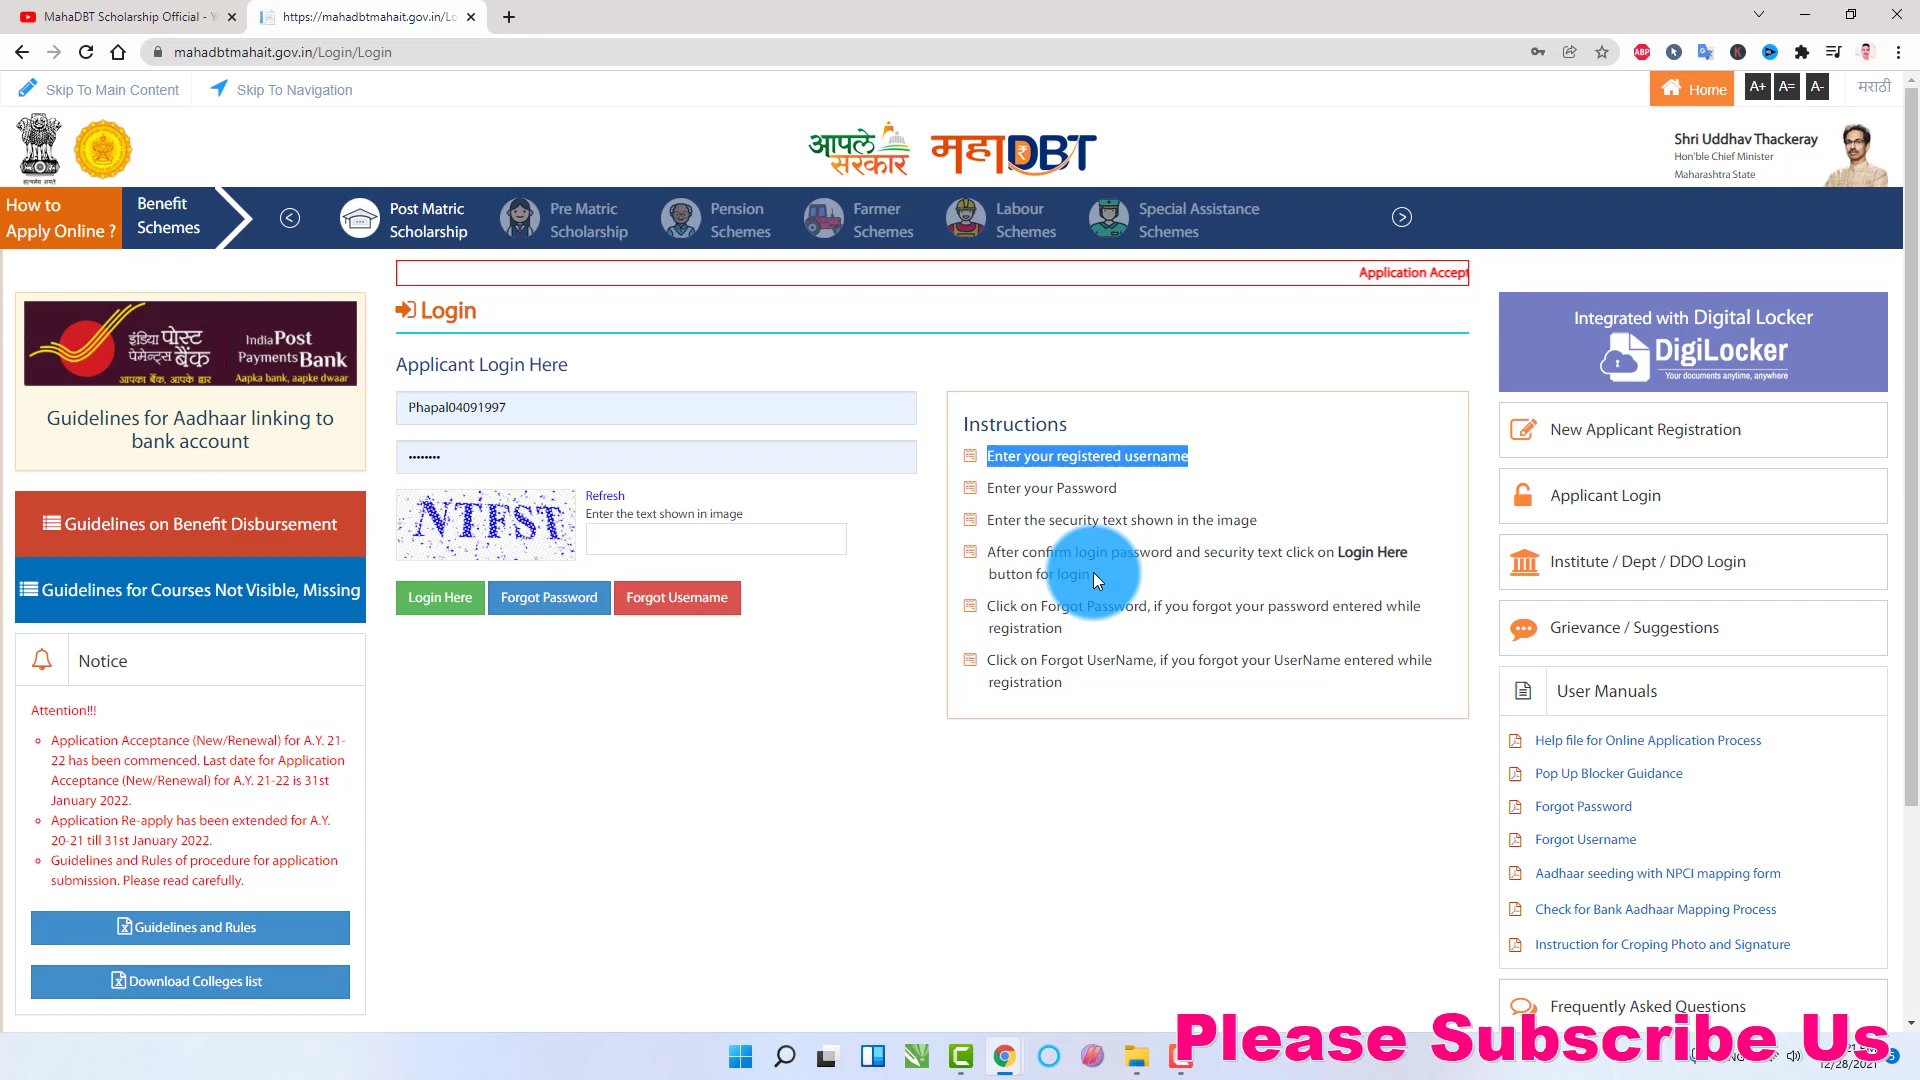 MahaDBT Scholarship Official - Y
https://mahadbtmahait.gov.in/Lo
mahadbtmahait.gov.in/Login/Login
ABP
Skip To Main Content
Skip To Navigation
Home
A+
A=
A-
मराठी
सत्यमेव जयते
आपले
सरकार
महाDBT
Shri Uddhav Thackeray
Hon'ble Chief Minister
Maharashtra State
How to
Apply Online ?
Benefit
Schemes
Post Matric
Scholarship
Pre Matric
Scholarship
Pension
Schemes
Farmer
Schemes
Labour
Schemes
Special Assistance
Schemes
Application Accept
इंडिया पोस्ट
पेमेन्ट्स बैंक
आपका बैंक, आपके द्वार
India Post
Payments Bank
Aapka bank, aapke dwaar
Guidelines for Aadhaar linking to
bank account
Guidelines on Benefit Disbursement
Guidelines for Courses Not Visible, Missing
Notice
Attention!!!
Application Acceptance (New/Renewal) for A.Y. 21-
22 has been commenced. Last date for Application
Acceptance (New/Renewal) for A.Y. 21-22 is 31st
January 2022.
Application Re-apply has been extended for A.Y.
20-21 till 31st January 2022.
Guidelines and Rules of procedure for application
submission. Please read carefully.
Guidelines and Rules
Download Colleges list
Login
Applicant Login Here
Phapal04091997
••••••••
NTFST
Refresh
Enter the text shown in image
Login Here
Forgot Password
Forgot Username
Instructions
Enter your registered username
Enter your Password
Enter the security text shown in the image
After confirm login password and security text click on Login Here
button for login
Click on Forgot Password, if you forgot your password entered while
registration
Click on Forgot UserName, if you forgot your UserName entered while
registration
Integrated with Digital Locker
DigiLocker
Your documents anytime, anywhere
New Applicant Registration
Applicant Login
Institute / Dept / DDO Login
Grievance / Suggestions
User Manuals
Help file for Online Application Process
Pop Up Blocker Guidance
Forgot Password
Forgot Username
Aadhaar seeding with NPCI mapping form
Check for Bank Aadhaar Mapping Process
Instruction for Croping Photo and Signature
Frequently Asked Questions
Please Subscribe Us
12/28/2021